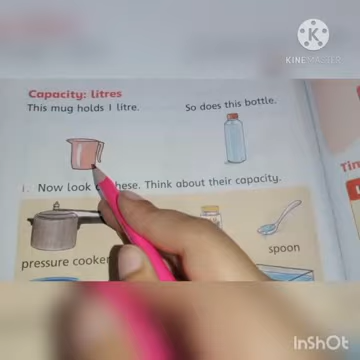 KINEMASTER
Capacity: litres
This mug holds 1 litre.
So does this bottle.
1. Now look these. Think about their capacity.
pressure cooker
spoon
InShOt